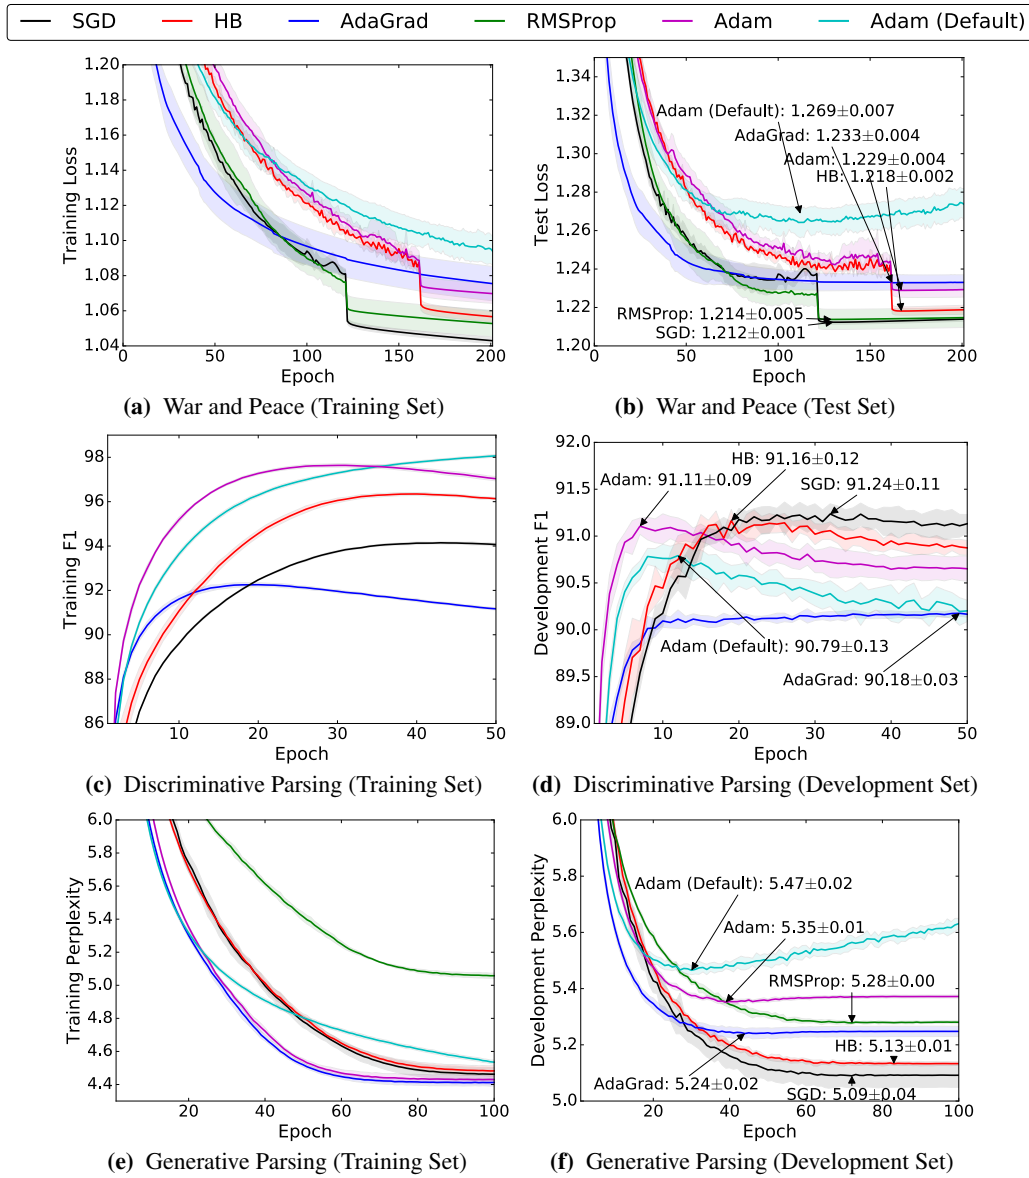 SGD HB AdaGrad RMSProp Adam Adam (Default)
1.20
1.18
1.16
1.14
1.12
1.10
1.08
1.06
1.04
Training Loss
50 100 150 200
Epoch
(a) War and Peace (Training Set)
1.34
1.32
1.30
1.28
1.26
1.24
1.22
1.20
Test Loss
Adam (Default): 1.269±0.007
AdaGrad: 1.233±0.004
Adam: 1.229±0.004
HB: 1.218±0.002
RMSProp: 1.214±0.005
SGD: 1.212±0.001
50 100 150 200
Epoch
(b) War and Peace (Test Set)
98
96
94
92
90
88
86
Training F1
10 20 30 40 50
Epoch
(c) Discriminative Parsing (Training Set)
92.0
91.5
91.0
90.5
90.0
89.5
89.0
Development F1
HB: 91.16±0.12
Adam: 91.11±0.09
SGD: 91.24±0.11
Adam (Default): 90.79±0.13
AdaGrad: 90.18±0.03
10 20 30 40 50
Epoch
(d) Discriminative Parsing (Development Set)
6.0
5.8
5.6
5.4
5.2
5.0
4.8
4.6
4.4
Training Perplexity
20 40 60 80 100
Epoch
(e) Generative Parsing (Training Set)
6.0
5.8
5.6
5.4
5.2
5.0
Development Perplexity
Adam (Default): 5.47±0.02
Adam: 5.35±0.01
RMSProp: 5.28±0.00
HB: 5.13±0.01
AdaGrad: 5.24±0.02
SGD: 5.09±0.04
20 40 60 80 100
Epoch
(f) Generative Parsing (Development Set)